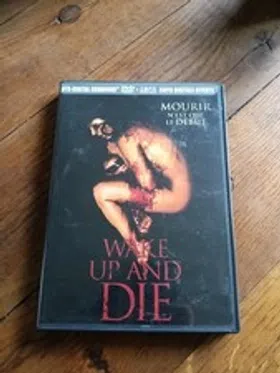 MOURIR
N'EST QUE
LE DÉBUT
WAKE
UP AND
DIE